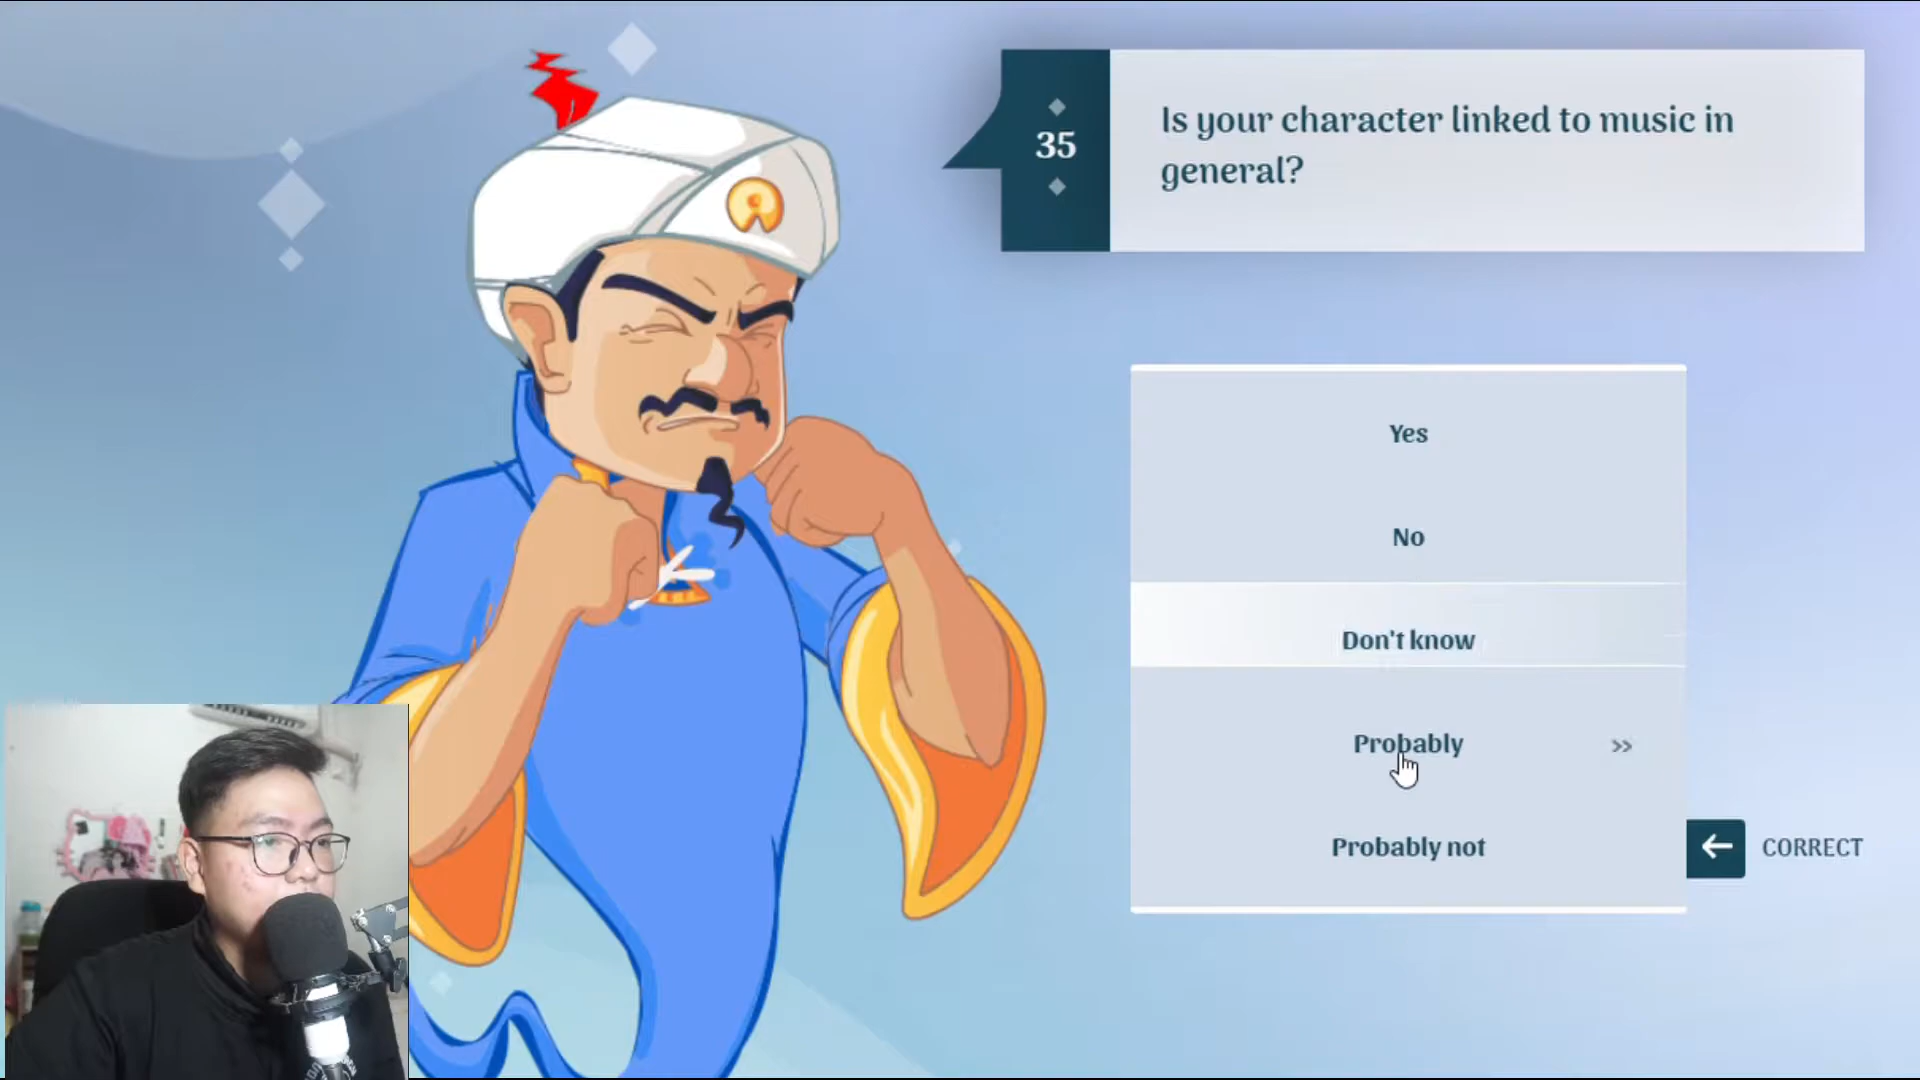 35
Is your character linked to music in
general?
Yes
No
Don't know
Probably
Probably not
CORRECT